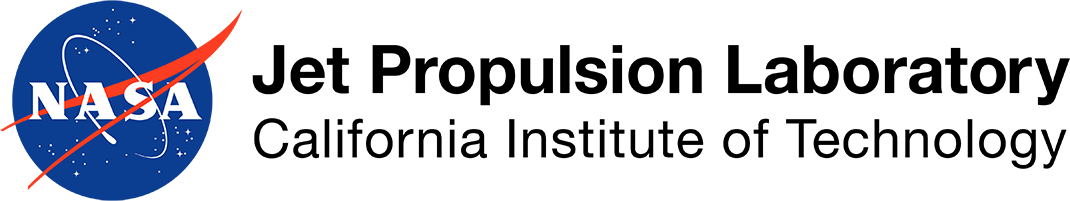 NASA
Jet Propulsion Laboratory
California Institute of Technology